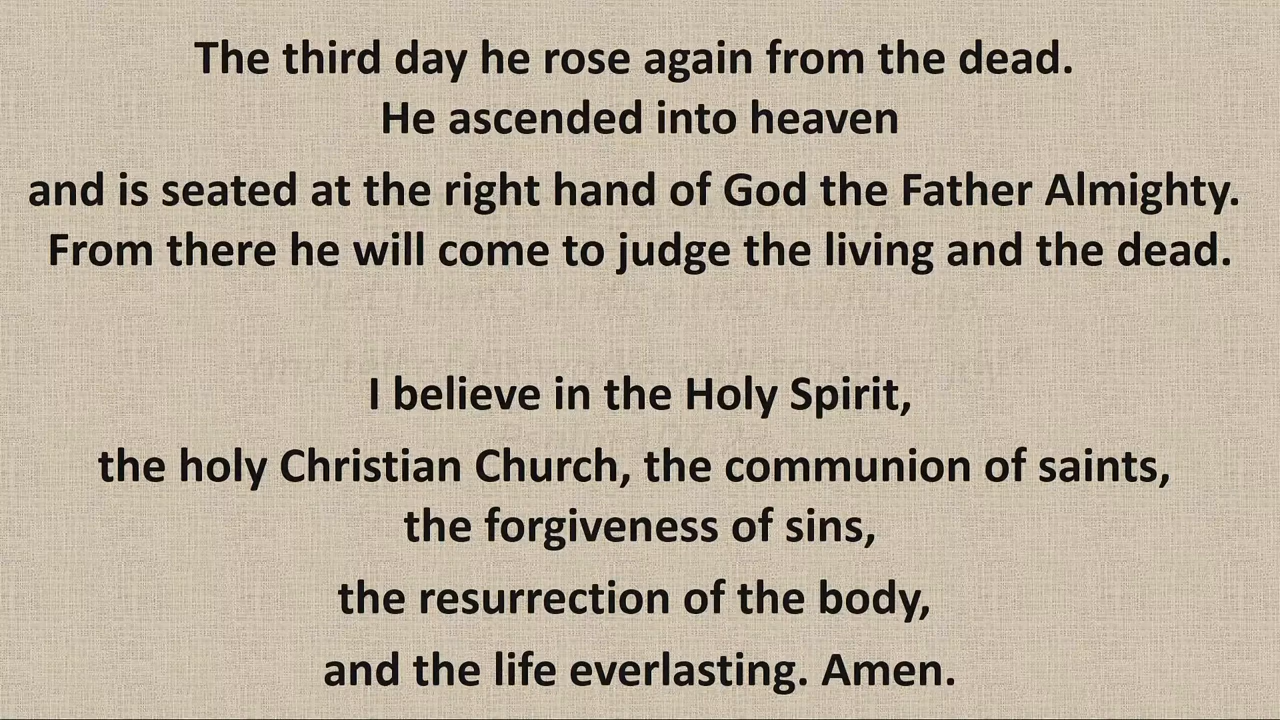 The third day he rose again from the dead.
He ascended into heaven
and is seated at the right hand of God the Father Almighty.
From there he will come to judge the living and the dead.
I believe in the Holy Spirit,
the holy Christian Church, the communion of saints,
the forgiveness of sins,
the resurrection of the body,
and the life everlasting. Amen.